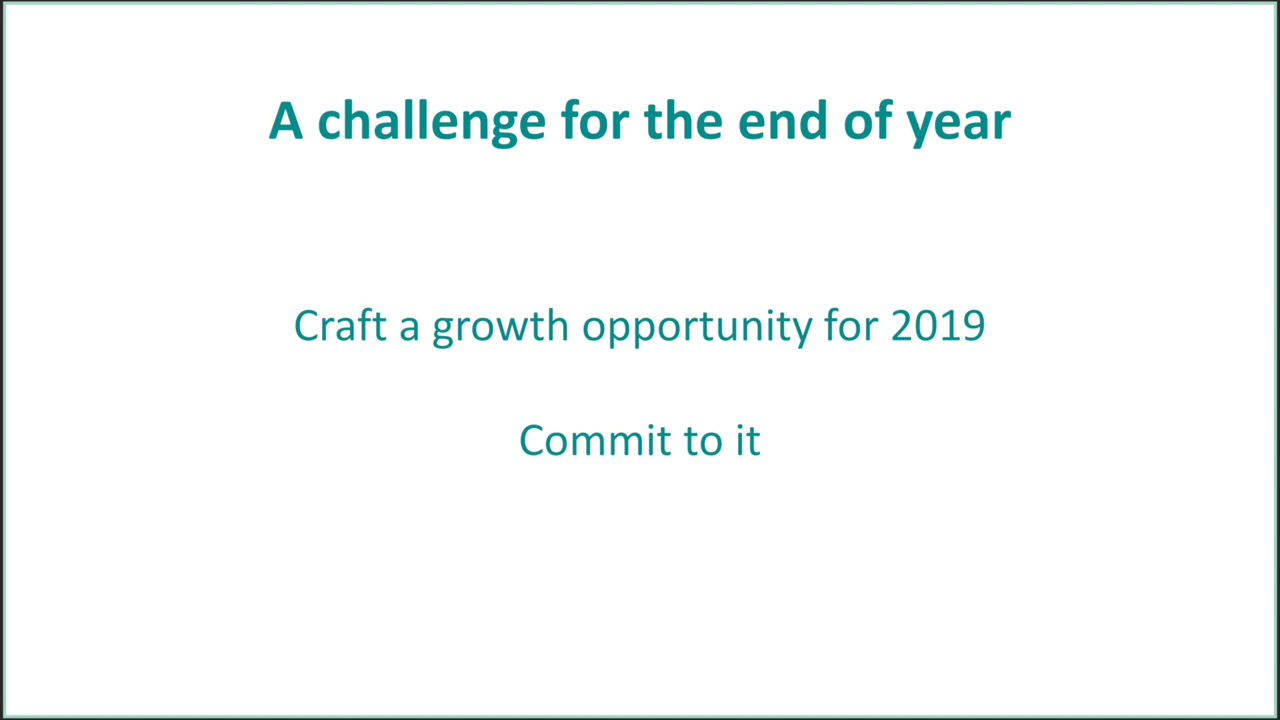 A challenge for the end of year
Craft a growth opportunity for 2019
Commit to it